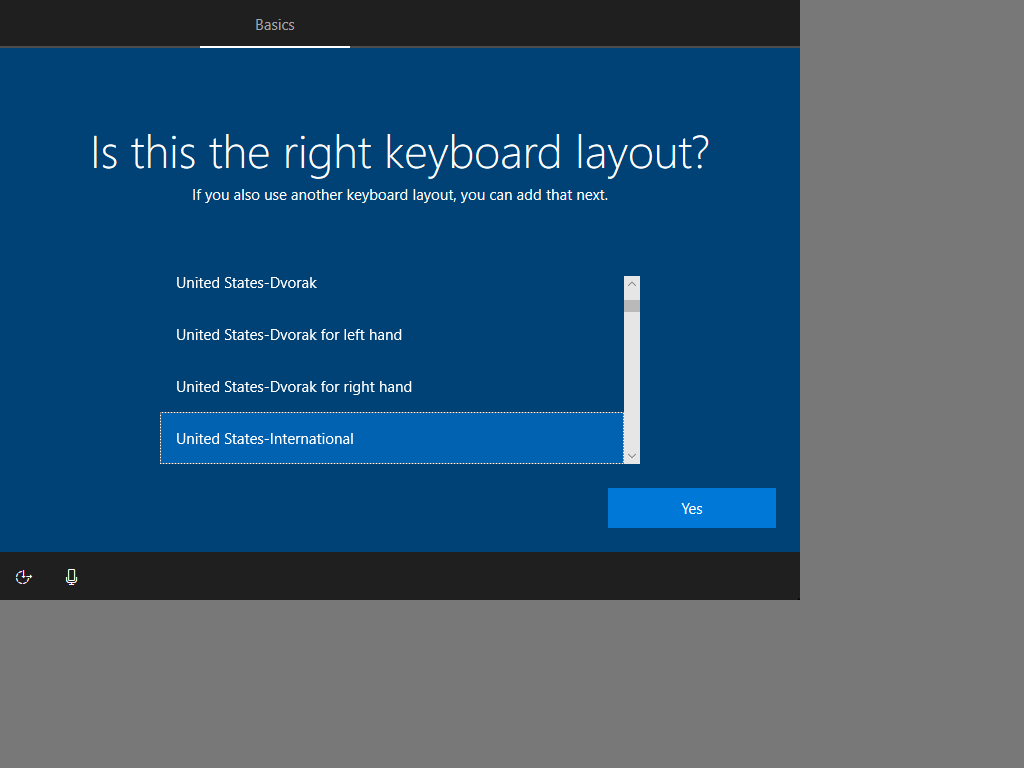 Basics
Is this the right keyboard layout?
If you also use another keyboard layout, you can add that next.
United States-Dvorak
United States-Dvorak for left hand
United States-Dvorak for right hand
United States-International
Yes